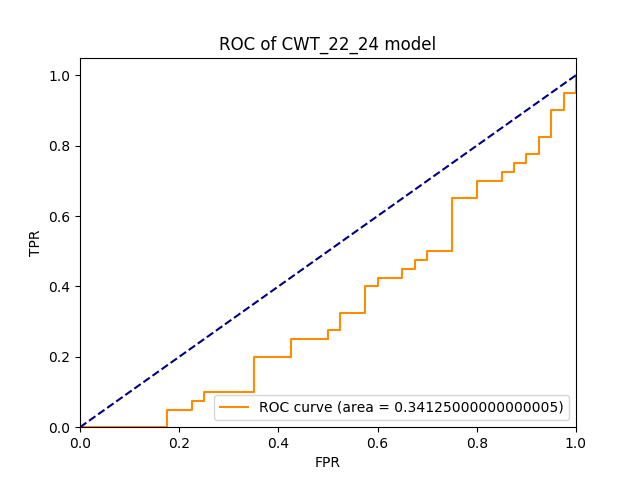 ROC of CWT_22_24 model
1.0
0.8
0.6
0.4
0.2
0.0
TPR
ROC curve (area = 0.34125000000000005)
0.0 0.2 0.4 0.6 0.8 1.0
FPR